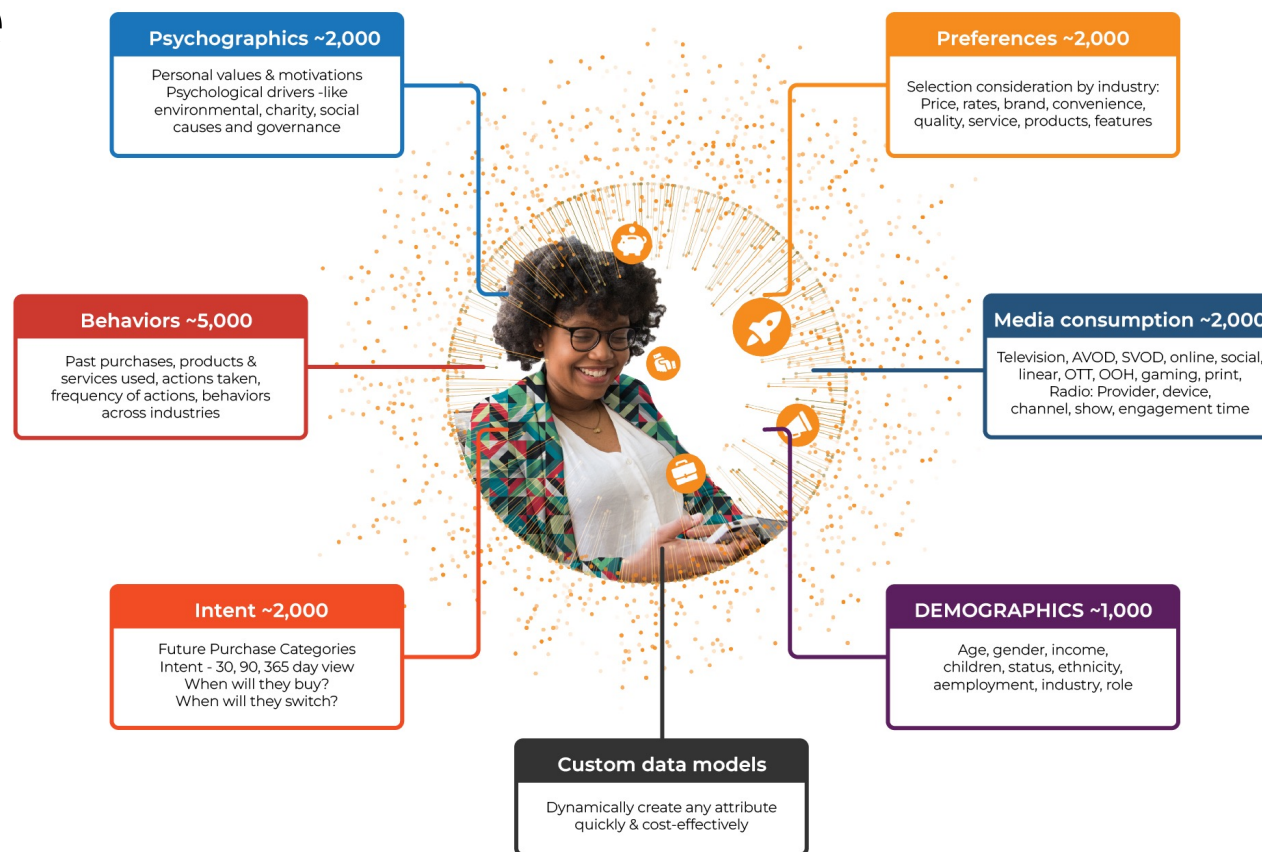 Psychographics ~2,000
Personal values & motivations
Psychological drivers -like
environmental, charity, social
causes and governance
Preferences ~2,000
Selection consideration by industry:
Price, rates, brand, convenience,
quality, service, products, features
Behaviors ~5,000
Past purchases, products &
services used, actions taken,
frequency of actions, behaviors
across industries
Media consumption ~2,000
Television, AVOD, SVOD, online, social,
linear, OTT, OOH, gaming, print,
Radio: Provider, device,
channel, show, engagement time
Intent ~2,000
Future Purchase Categories
Intent - 30, 90, 365 day view
When will they buy?
When will they switch?
DEMOGRAPHICS ~1,000
Age, gender, income,
children, status, ethnicity,
aemployment, industry, role
Custom data models
Dynamically create any attribute
quickly & cost-effectively